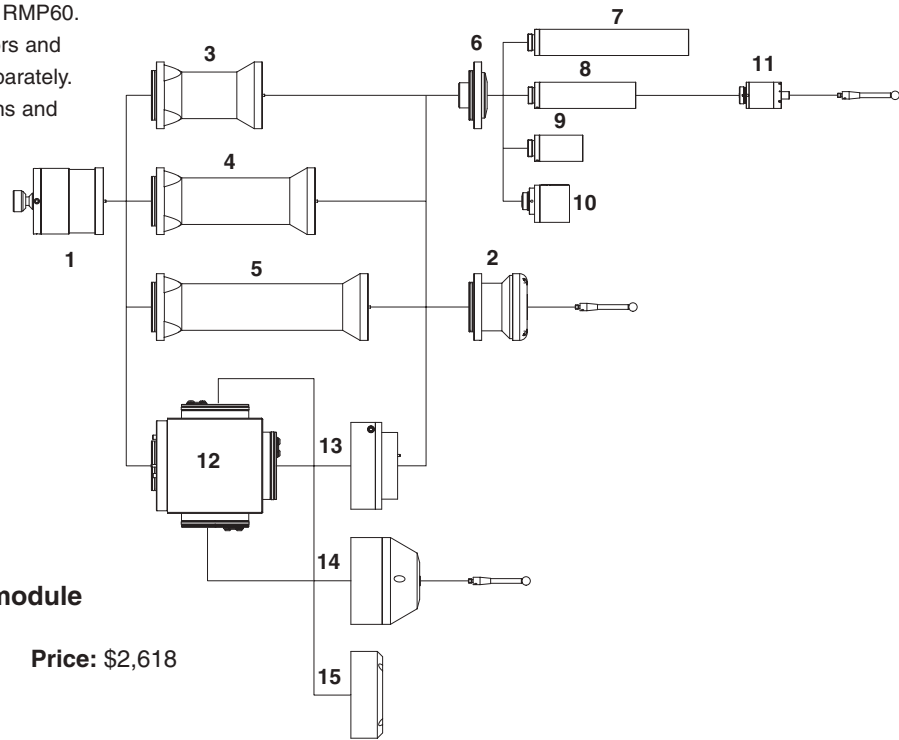 RMP60.
rs and
parately.
ns and
7
3
6
8
11
9
4
10
1
2
5
12
13
14
module
Price: $2,618
15